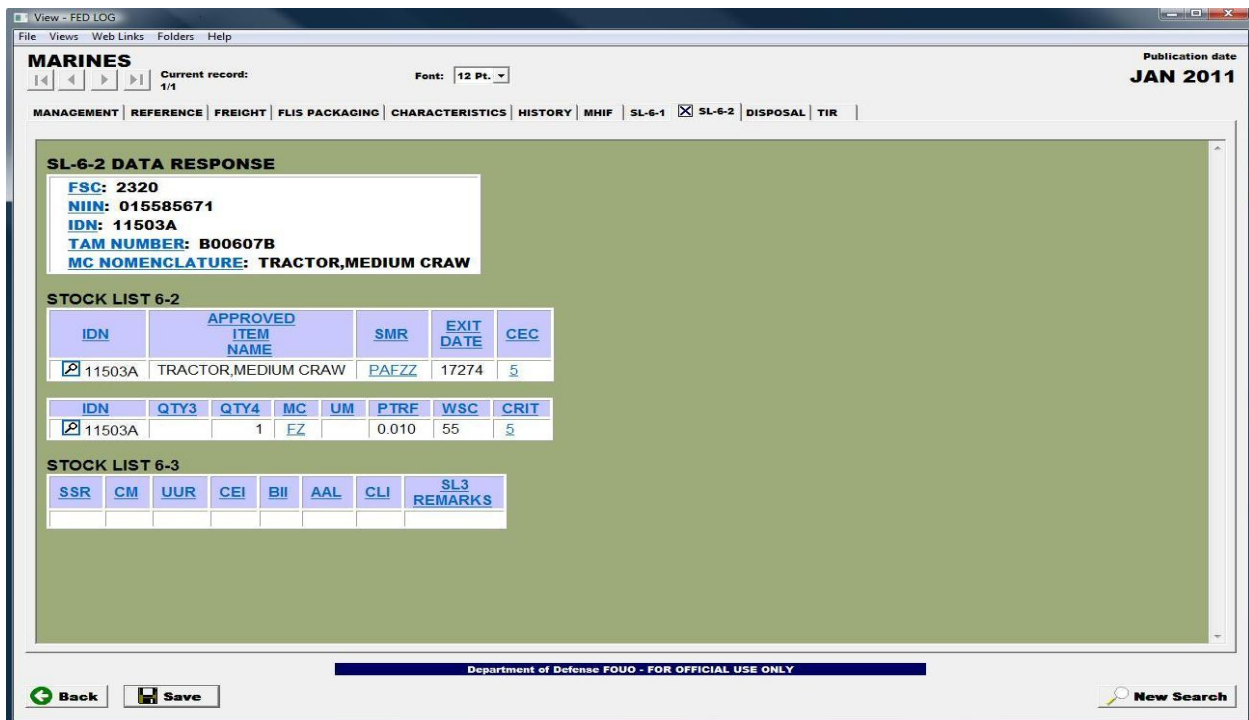 View - FED LOG
File Views Web Links Folders Help
MARINES
Publication date
JAN 2011
Current record:
1/1
Font: 12 Pt.
MANAGEMENT REFERENCE FREIGHT FLIS PACKAGING CHARACTERISTICS HISTORY MHIF SL-6-1 SL-6-2 DISPOSAL TIR
SL-6-2 DATA RESPONSE
FSC: 2320
NIIN: 015585671
IDN: 11503A
TAM NUMBER: B00607B
MC NOMENCLATURE: TRACTOR,MEDIUM CRAW
STOCK LIST 6-2
IDN APPROVED ITEM NAME SMR EXIT DATE CEC
11503A TRACTOR,MEDIUM CRAW PAFZZ 17274 5
IDN QTY3 QTY4 MC UM PTRF WSC CRIT
11503A 1 FZ 0.010 55 5
STOCK LIST 6-3
SSR CM UUR CEI BII AAL CLI SL3 REMARKS
Department of Defense FOUO - FOR OFFICIAL USE ONLY
Back Save New Search